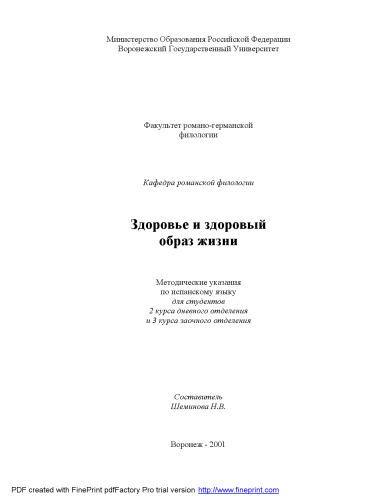 Министерство Образования Российской Федерации
Воронежский Государственный Университет
Факультет романо-германской
филологии
Кафедра романской филологии
Здоровье и здоровый
образ жизни
Методические указания
по испанскому языку
для студентов
2 курса дневного отделения
и 3 курса заочного отделения
Составитель
Шеминова Н.В.
Воронеж - 2001
PDF created with FinePrint pdfFactory Pro trial version http://www.fineprint.com